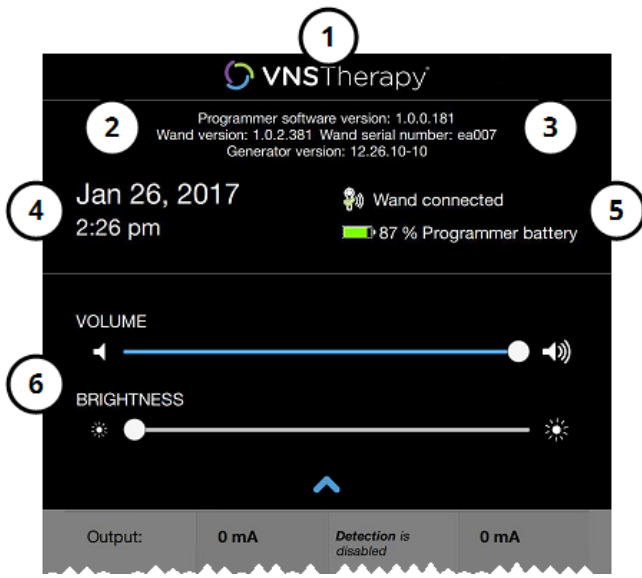 1
VNSTherapy
2
3
Programmer software version: 1.0.0.181
Wand version: 1.0.2.381 Wand serial number: ea007
Generator version: 12.26.10-10
4
Jan 26, 2017
2:26 pm
Wand connected
87 % Programmer battery
5
VOLUME
6
BRIGHTNESS
Output: 0 mA Detection is 0 mA
disabled